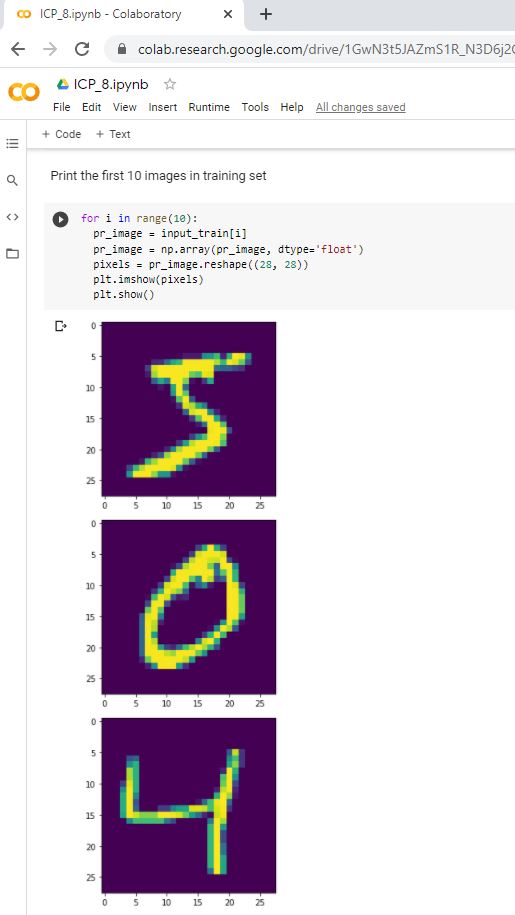 ICP_8.ipynb - Colaboratory
colab.research.google.com/drive/1GwN3t5JAZmS1R_N3D6j2
ICP_8.ipynb
File Edit View Insert Runtime Tools Help All changes saved
+ Code + Text
Print the first 10 images in training set
for i in range(10):
  pr_image = input_train[i]
  pr_image = np.array(pr_image, dtype='float')
  pixels = pr_image.reshape((28, 28))
  plt.imshow(pixels)
  plt.show()
0
5
10
15
20
25
0 5 10 15 20 25
5
0
5
10
15
20
25
0 5 10 15 20 25
0
0
5
10
15
20
25
0 5 10 15 20 25
4